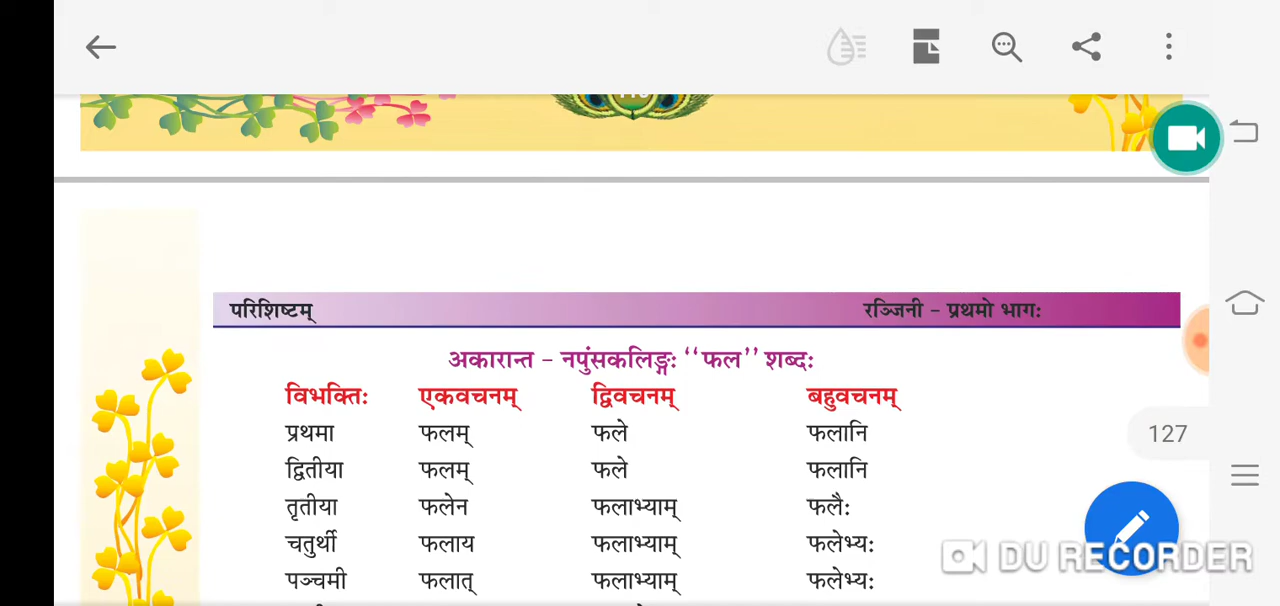 परिशिष्टम् रञ्जिनी - प्रथमो भागः
अकारान्त - नपुंसकलिङ्गः “फल” शब्दः
विभक्तिः एकवचनम् द्विवचनम् बहुवचनम्
प्रथमा फलम् फले फलानि
द्वितीया फलम् फले फलानि
127
तृतीया फलेन फलाभ्याम् फलैः
चतुर्थी फलाय फलाभ्याम् फलेभ्यः
DU RECORDER
पञ्चमी फलात् फलाभ्याम् फलेभ्यः